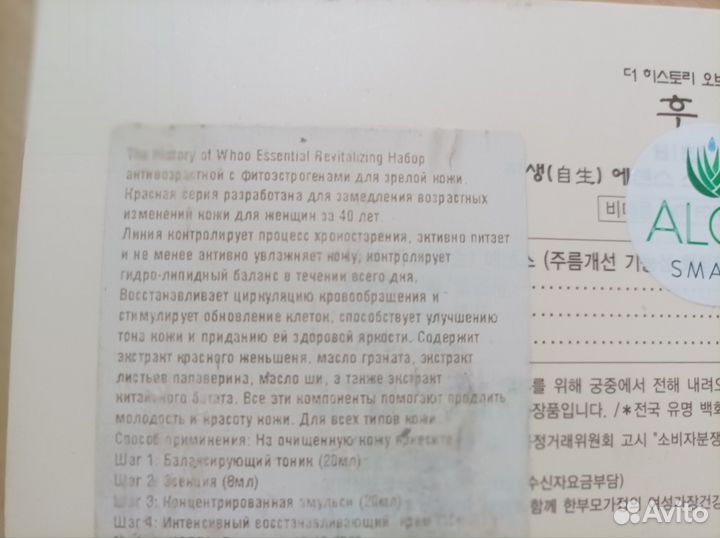 더 히스토리 오브
후
The History of Whoo Essential Revitalizing Набор
антивозрастной с фитоэстрогенами для зрелой кожи.
Красная серия разработана для замедления возрастных
изменений кожи для женщин за 40 лет.
Линия контролирует процесс хроностарения, активно питает
и не менее активно увлажняет кожу, контролирует
гидро-липидный баланс в течении всего дня.
Восстанавливает циркуляцию кровообращения и
стимулирует обновление клеток, способствует улучшению
тона кожи и приданию ей здоровой яркости. Содержит
экстракт красного женьшеня, масло граната, экстракт
листьев папаверина, масло ши, а также экстракт
китайского батата. Все эти компоненты помогают продлить
молодость и красоту кожи. Для всех типов кожи.
Способ приминения: На очищенную кожу нанесите
Шаг 1: Балансирующий тоник (20мл)
Шаг 2: Эсенция (8мл)
Шаг 3: Концентрированная эмульси (20мл)
Шаг 4: Интенсивный восстанавливающий крем
생(自生) 에
비
ALO
SMA
스 (주름개선 기능성
를 위해 궁중에서 전해 내려오
장품입니다. /*전국 유명 백화
정거래위원회 고시 "소비자분쟁
수신자요금부담)
함께 한부모가정의 여성가장건강
Avito